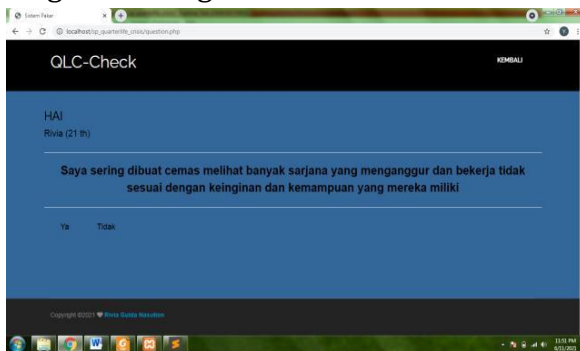 Sistem Pakar
localhost/sp_quarterlife_crisis/question.php
QLC-Check
KEMBALI
HAI
Rivia (21 th)
Saya sering dibuat cemas melihat banyak sarjana yang menganggur dan bekerja tidak
sesuai dengan keinginan dan kemampuan yang mereka miliki
Ya Tidak
Copyright ©2021 Rivia Gusty Nasution
11:11 PM